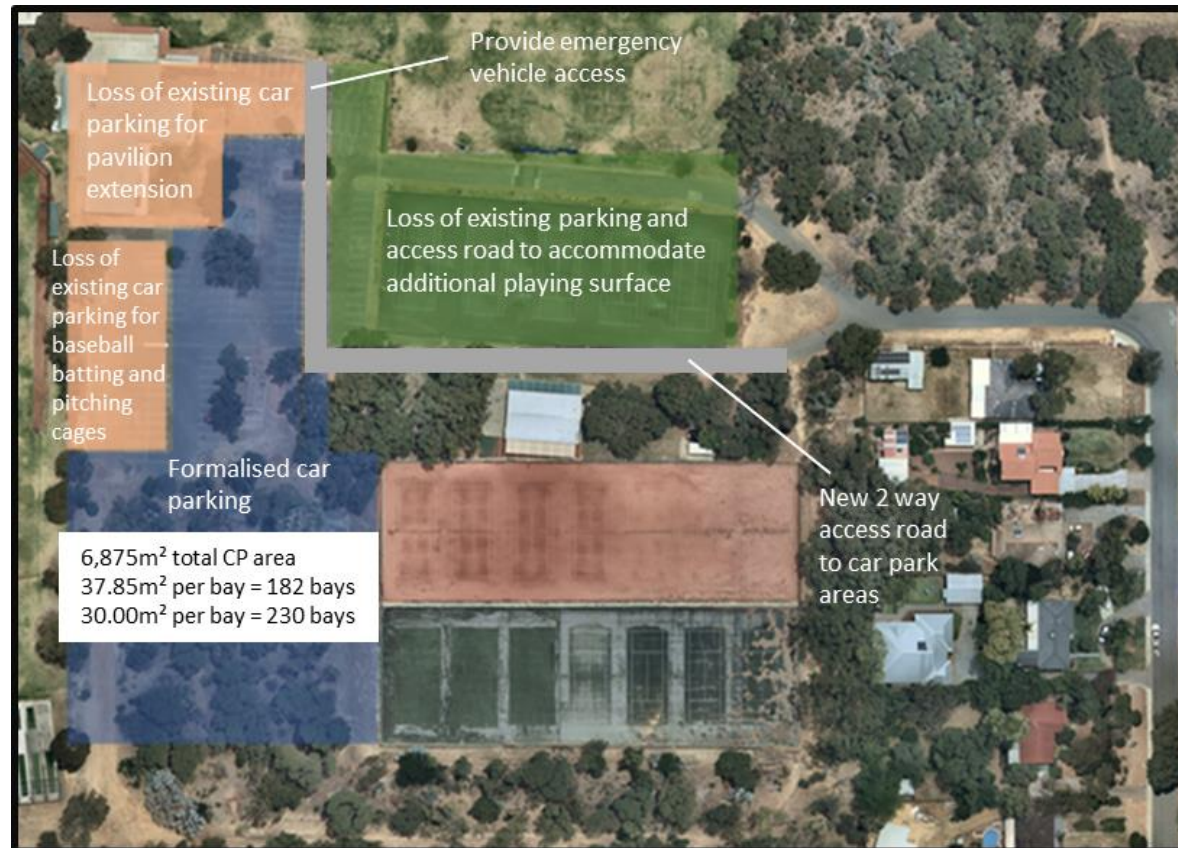 Provide emergency
vehicle access
Loss of existing car
parking for
pavilion
extension
Loss of existing parking and
access road to accommodate
additional playing surface
Loss of
existing car
parking for
baseball
batting and
pitching
cages
Formalised car
parking
6,875m² total CP area
37.85m² per bay = 182 bays
30.00m² per bay = 230 bays
New 2 way
access road
to car park
areas